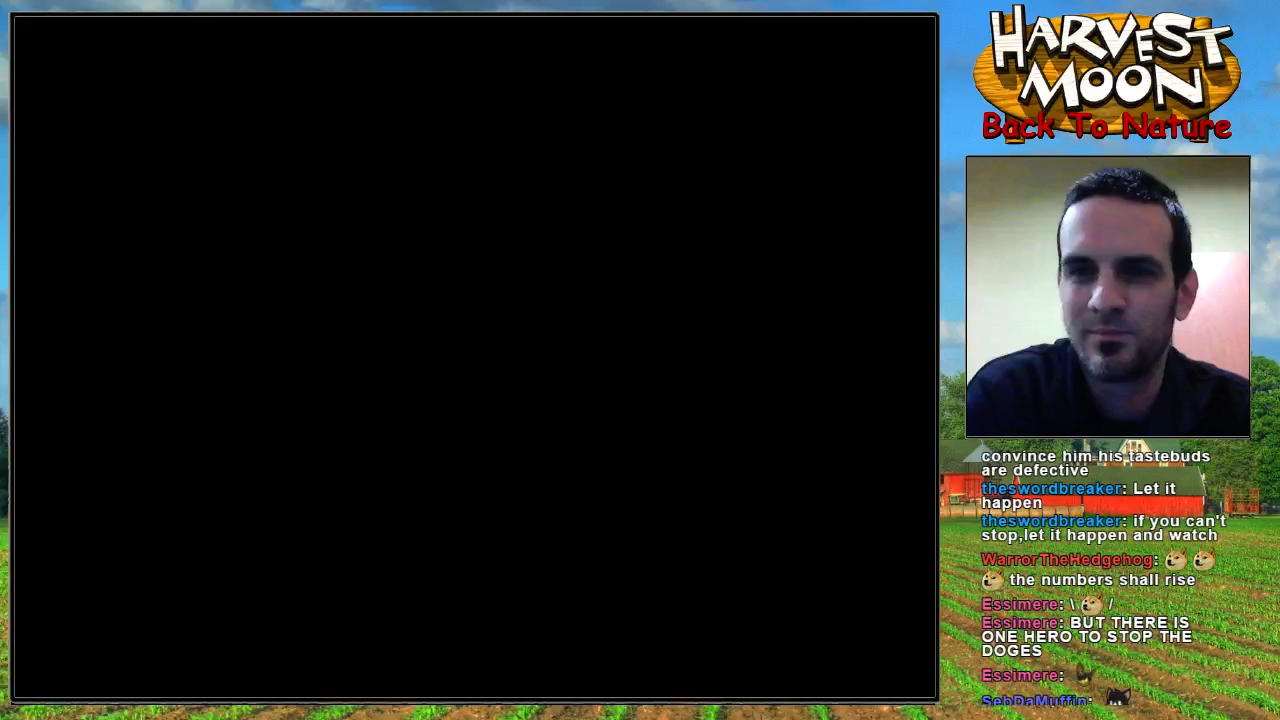 HARVEST
MOON
Back To Nature
convince him his tastebuds
are defective
theswordbreaker: Let it
happen
theswordbreaker: if you can't
stop,let it happen and watch
WarrorTheHedgehog:
the numbers shall rise
Essimere: \ /
Essimere: BUT THERE IS
ONE HERO TO STOP THE
DOGES
Essimere:
SebDaMuffin: